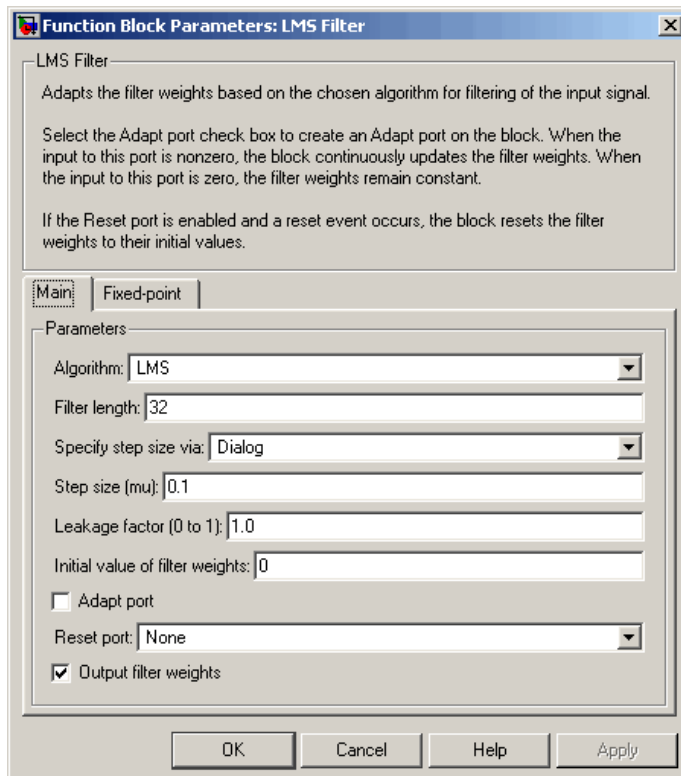 Function Block Parameters: LMS Filter
LMS Filter
Adapts the filter weights based on the chosen algorithm for filtering of the input signal.
Select the Adapt port check box to create an Adapt port on the block. When the
input to this port is nonzero, the block continuously updates the filter weights. When
the input to this port is zero, the filter weights remain constant.
If the Reset port is enabled and a reset event occurs, the block resets the filter
weights to their initial values.
Main Fixed-point
Parameters
Algorithm: LMS
Filter length: 32
Specify step size via: Dialog
Step size (mu): 0.1
Leakage factor (0 to 1): 1.0
Initial value of filter weights: 0
Adapt port
Reset port: None
Output filter weights
OK Cancel Help Apply